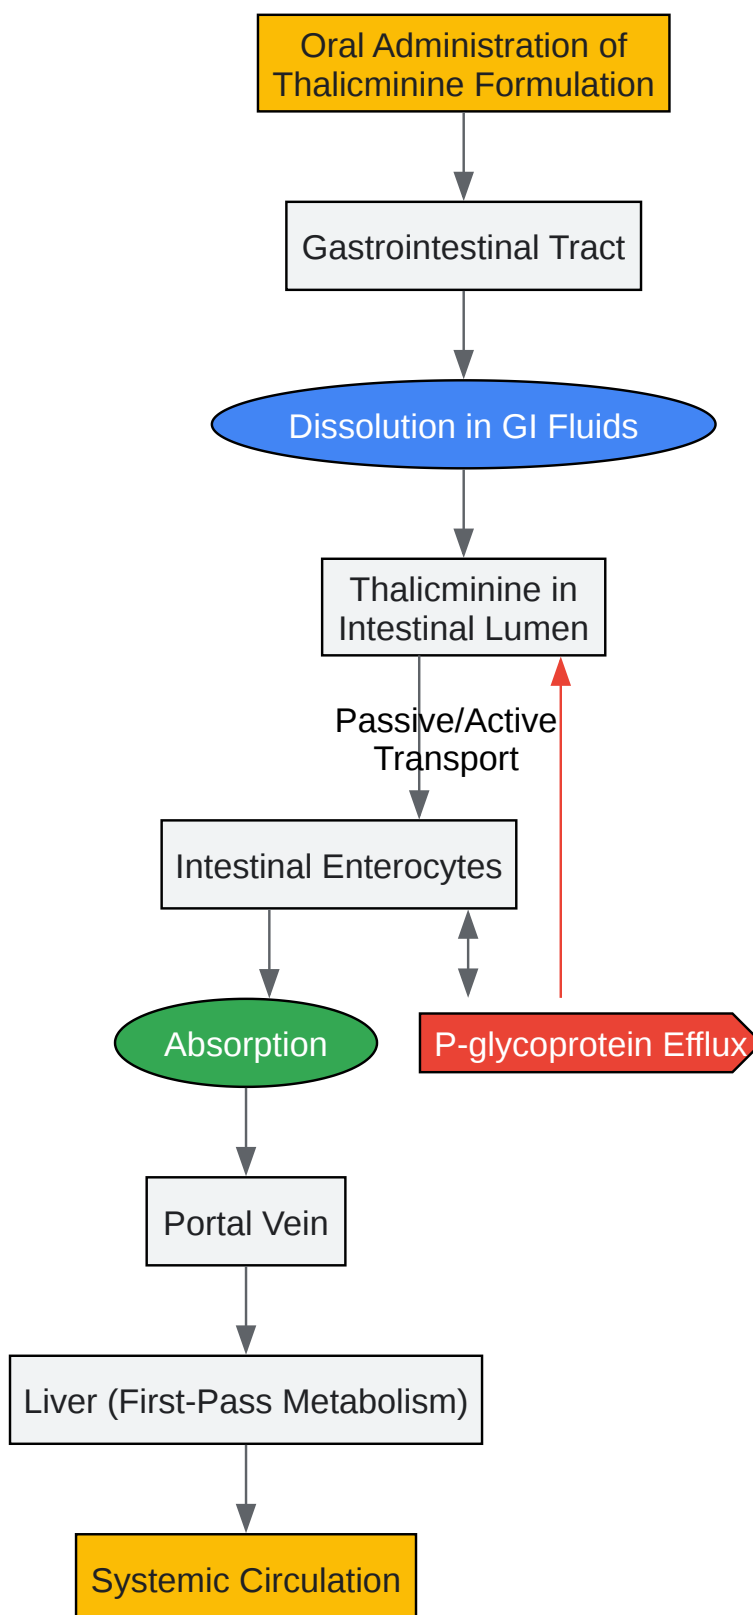 Oral Administration of
Thalicminine Formulation
Gastrointestinal Tract
Dissolution in GI Fluids
Thalicminine in
Intestinal Lumen
Passive/Active
Transport
Intestinal Enterocytes
Absorption
P-glycoprotein Efflux
Portal Vein
Liver (First-Pass Metabolism)
Systemic Circulation